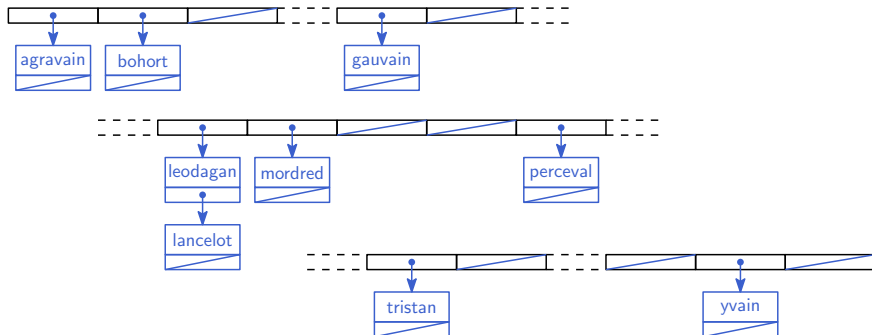 agravain bohort gauvain
leodagan mordred perceval
lancelot
tristan yvain